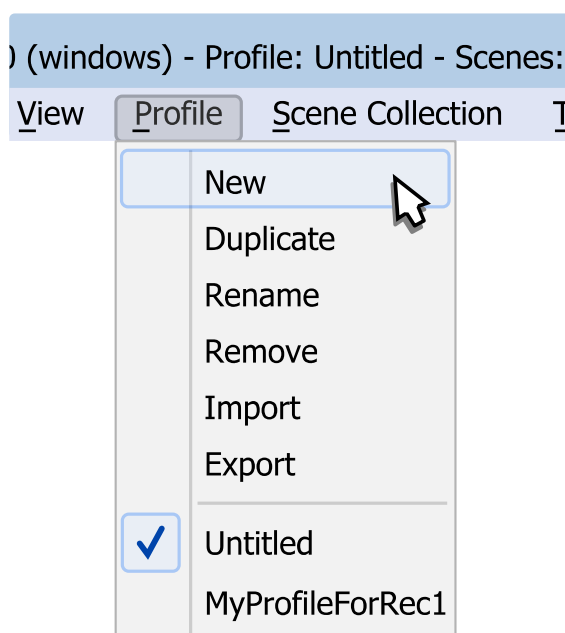 ) (windows) - Profile: Untitled - Scenes:
View Profile Scene Collection T
New
Duplicate
Rename
Remove
Import
Export
Untitled
MyProfileForRec1